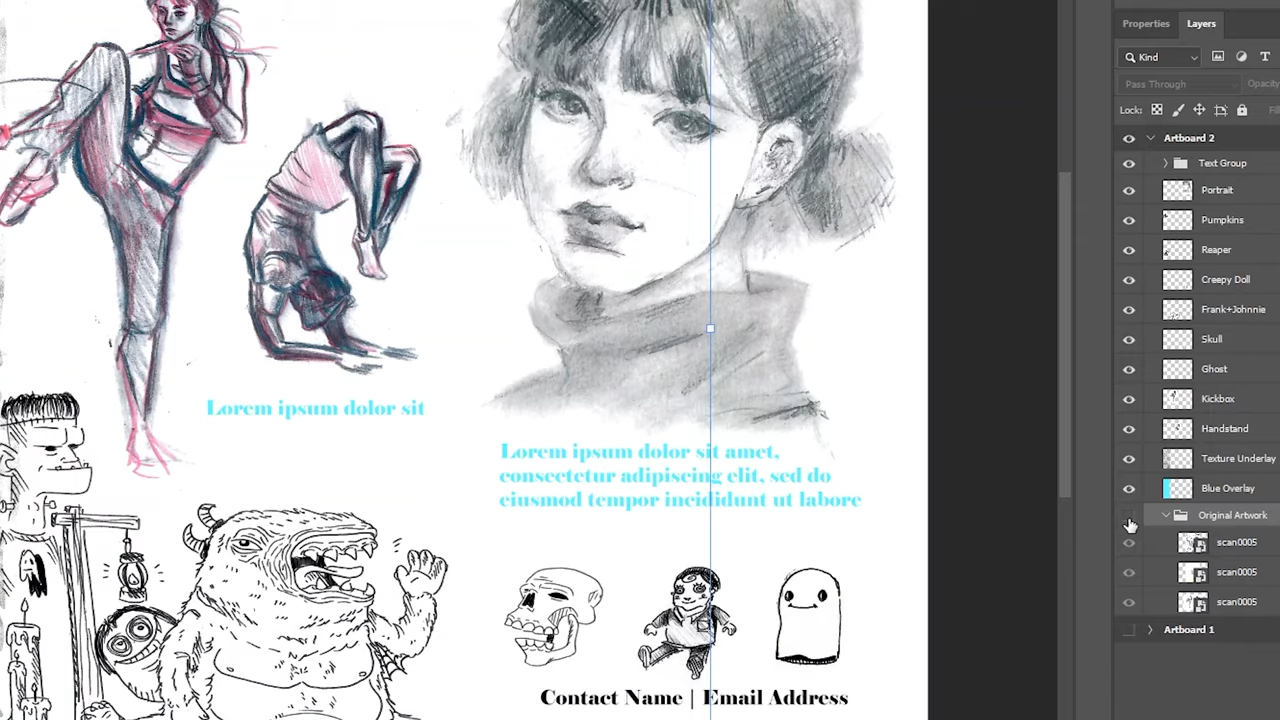 Properties
Layers
Kind
Pass Through
Opacity
Lock:
Artboard 2
Text Group
Portrait
Pumpkins
Reaper
Creepy Doll
Frank+Johnnie
Skull
Ghost
Kickbox
Handstand
Texture Underlay
Blue Overlay
Original Artwork
scan0005
scan0005
scan0005
Artboard 1
Lorem ipsum dolor sit
Lorem ipsum dolor sit amet,
consectetur adipiscing elit, sed do
eiusmod tempor incididunt ut labore
Contact Name | Email Address